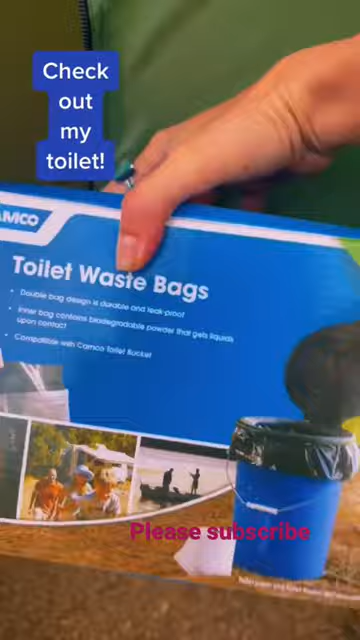 Check
out
my
toilet!
AMCO
Toilet Waste Bags
• Double bag design is durable and leak-proof
• Inner bag contains biodegradable powder that gels liquids
upon contact
• Compatible with Camco Toilet Bucket
Please subscribe